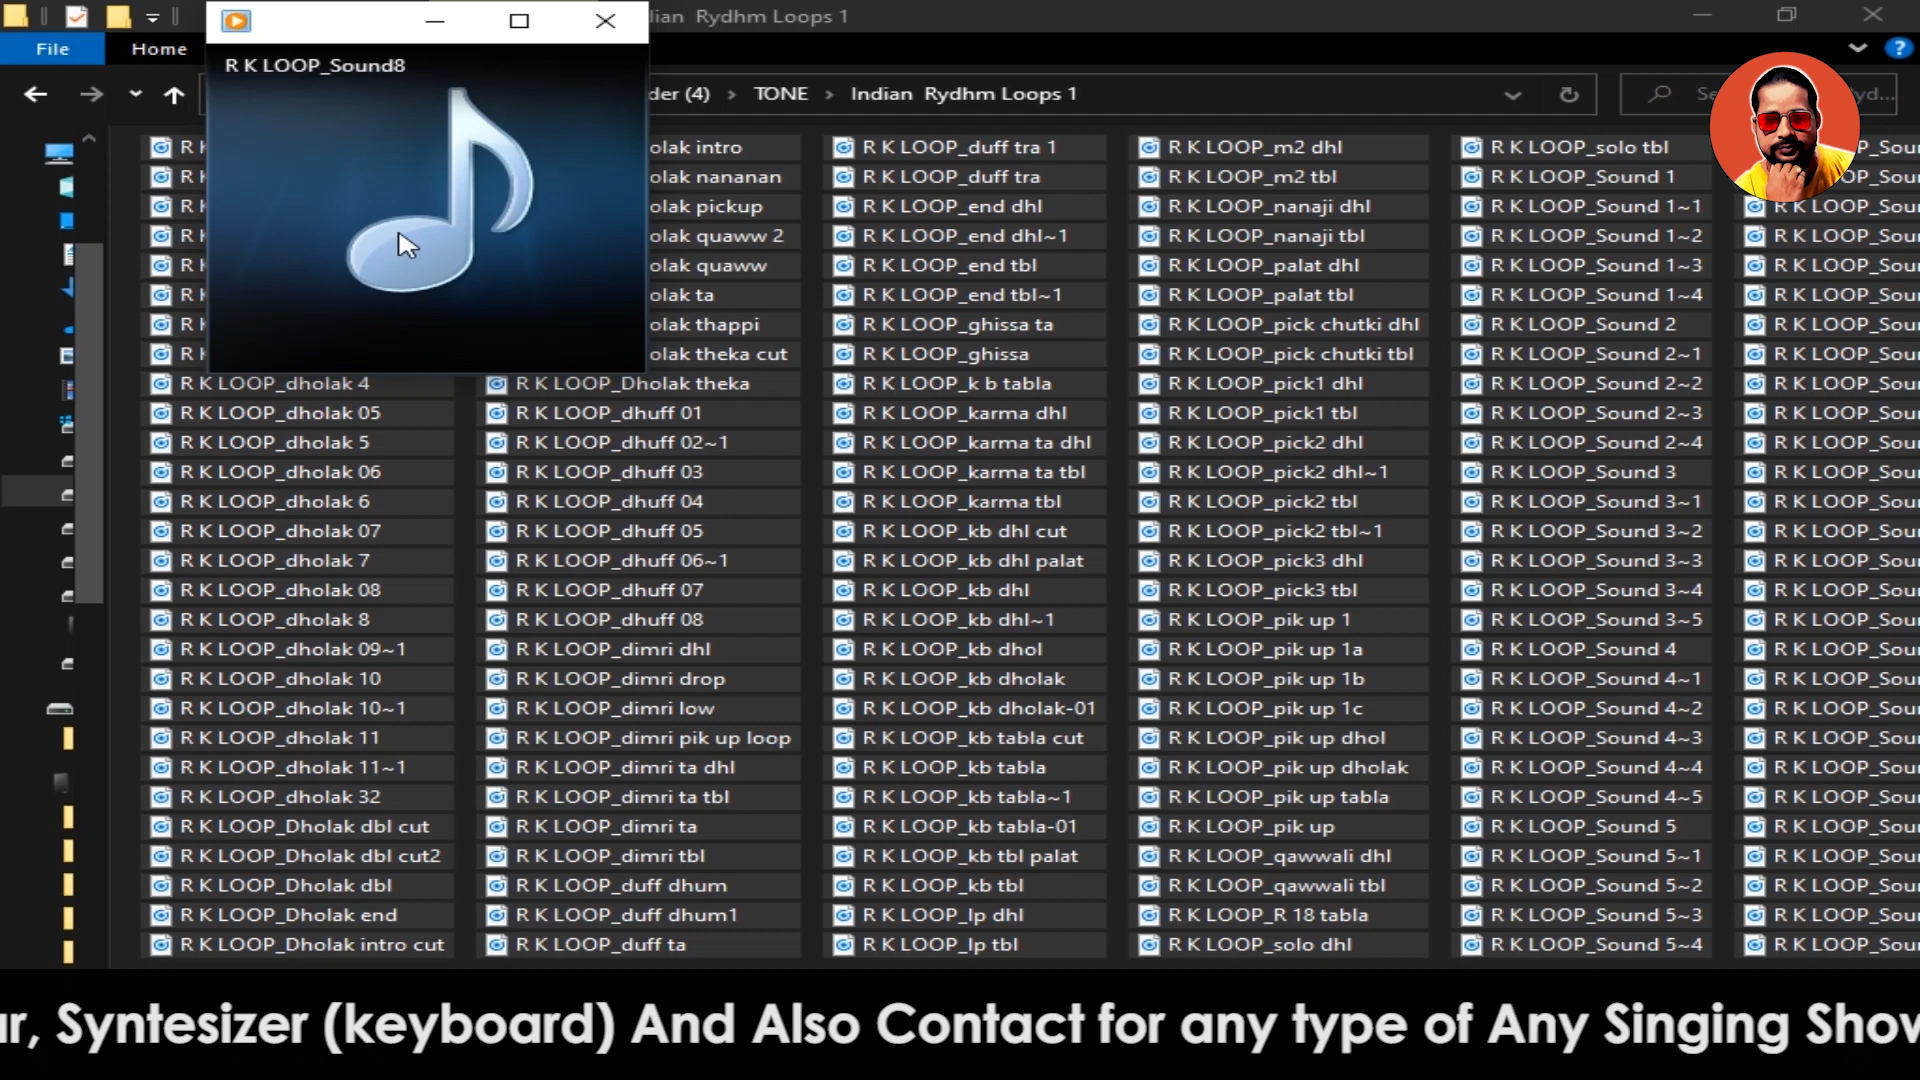 dian Rydhm Loops 1
File
Home
R K LOOP_Sound8
der (4) > TONE > Indian Rydhm Loops 1
R K LOOP_dholak 4
R K LOOP_dholak 05
R K LOOP_dholak 5
R K LOOP_dholak 06
R K LOOP_dholak 6
R K LOOP_dholak 07
R K LOOP_dholak 7
R K LOOP_dholak 08
R K LOOP_dholak 8
R K LOOP_dholak 09~1
R K LOOP_dholak 10
R K LOOP_dholak 10~1
R K LOOP_dholak 11
R K LOOP_dholak 11~1
R K LOOP_dholak 32
R K LOOP_Dholak dbl cut
R K LOOP_Dholak dbl cut2
R K LOOP_Dholak dbl
R K LOOP_Dholak end
R K LOOP_Dholak intro cut
olak intro
olak nananan
olak pickup
olak quaww 2
olak quaww
olak ta
olak thappi
olak theka cut
R K LOOP_Dholak theka
R K LOOP_dhuff 01
R K LOOP_dhuff 02~1
R K LOOP_dhuff 03
R K LOOP_dhuff 04
R K LOOP_dhuff 05
R K LOOP_dhuff 06~1
R K LOOP_dhuff 07
R K LOOP_dhuff 08
R K LOOP_dimri dhl
R K LOOP_dimri drop
R K LOOP_dimri low
R K LOOP_dimri pik up loop
R K LOOP_dimri ta dhl
R K LOOP_dimri ta tbl
R K LOOP_dimri ta
R K LOOP_dimri tbl
R K LOOP_duff dhum
R K LOOP_duff dhum1
R K LOOP_duff ta
R K LOOP_duff tra 1
R K LOOP_duff tra
R K LOOP_end dhl
R K LOOP_end dhl~1
R K LOOP_end tbl
R K LOOP_end tbl~1
R K LOOP_ghissa ta
R K LOOP_ghissa
R K LOOP_k b tabla
R K LOOP_karma dhl
R K LOOP_karma ta dhl
R K LOOP_karma ta tbl
R K LOOP_karma tbl
R K LOOP_kb dhl cut
R K LOOP_kb dhl palat
R K LOOP_kb dhl
R K LOOP_kb dhl~1
R K LOOP_kb dhol
R K LOOP_kb dholak
R K LOOP_kb dholak-01
R K LOOP_kb tabla cut
R K LOOP_kb tabla
R K LOOP_kb tabla~1
R K LOOP_kb tabla-01
R K LOOP_kb tbl palat
R K LOOP_kb tbl
R K LOOP_lp dhl
R K LOOP_lp tbl
R K LOOP_m2 dhl
R K LOOP_m2 tbl
R K LOOP_nanaji dhl
R K LOOP_nanaji tbl
R K LOOP_palat dhl
R K LOOP_palat tbl
R K LOOP_pick chutki dhl
R K LOOP_pick chutki tbl
R K LOOP_pick1 dhl
R K LOOP_pick1 tbl
R K LOOP_pick2 dhl
R K LOOP_pick2 dhl~1
R K LOOP_pick2 tbl
R K LOOP_pick2 tbl~1
R K LOOP_pick3 dhl
R K LOOP_pick3 tbl
R K LOOP_pik up 1
R K LOOP_pik up 1a
R K LOOP_pik up 1b
R K LOOP_pik up 1c
R K LOOP_pik up dhol
R K LOOP_pik up dholak
R K LOOP_pik up tabla
R K LOOP_pik up
R K LOOP_qawwali dhl
R K LOOP_qawwali tbl
R K LOOP_R 18 tabla
R K LOOP_solo dhl
R K LOOP_solo tbl
R K LOOP_Sound 1
R K LOOP_Sound 1~1
R K LOOP_Sound 1~2
R K LOOP_Sound 1~3
R K LOOP_Sound 1~4
R K LOOP_Sound 2
R K LOOP_Sound 2~1
R K LOOP_Sound 2~2
R K LOOP_Sound 2~3
R K LOOP_Sound 2~4
R K LOOP_Sound 3
R K LOOP_Sound 3~1
R K LOOP_Sound 3~2
R K LOOP_Sound 3~3
R K LOOP_Sound 3~4
R K LOOP_Sound 3~5
R K LOOP_Sound 4
R K LOOP_Sound 4~1
R K LOOP_Sound 4~2
R K LOOP_Sound 4~3
R K LOOP_Sound 4~4
R K LOOP_Sound 4~5
R K LOOP_Sound 5
R K LOOP_Sound 5~1
R K LOOP_Sound 5~2
R K LOOP_Sound 5~3
R K LOOP_Sound 5~4
ar, Syntesizer (keyboard) And Also Contact for any type of Any Singing Show